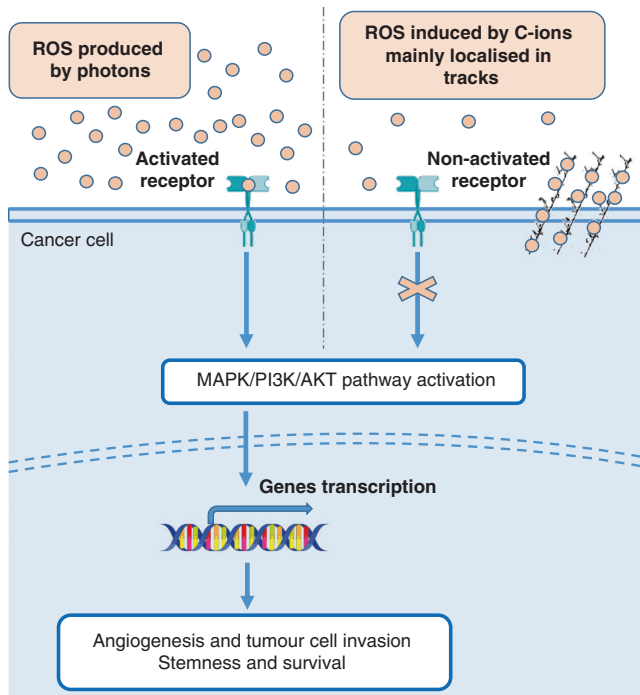 ROS produced
by photons
ROS induced by C-ions
mainly localised in
tracks
Activated
receptor
Non-activated
receptor
Cancer cell
MAPK/PI3K/AKT pathway activation
Genes transcription
Angiogenesis and tumour cell invasion
Stemness and survival